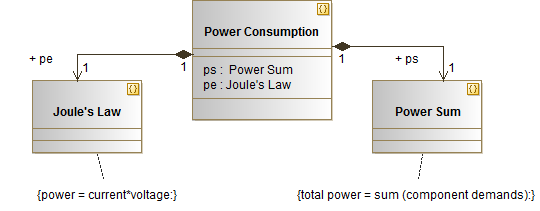 {}
Power Consumption
ps : Power Sum
pe : Joule's Law
+ pe
1
1
1
+ ps
1
{}
Joule's Law
{}
Power Sum
{power = current*voltage:}
{total power = sum (component demands):}